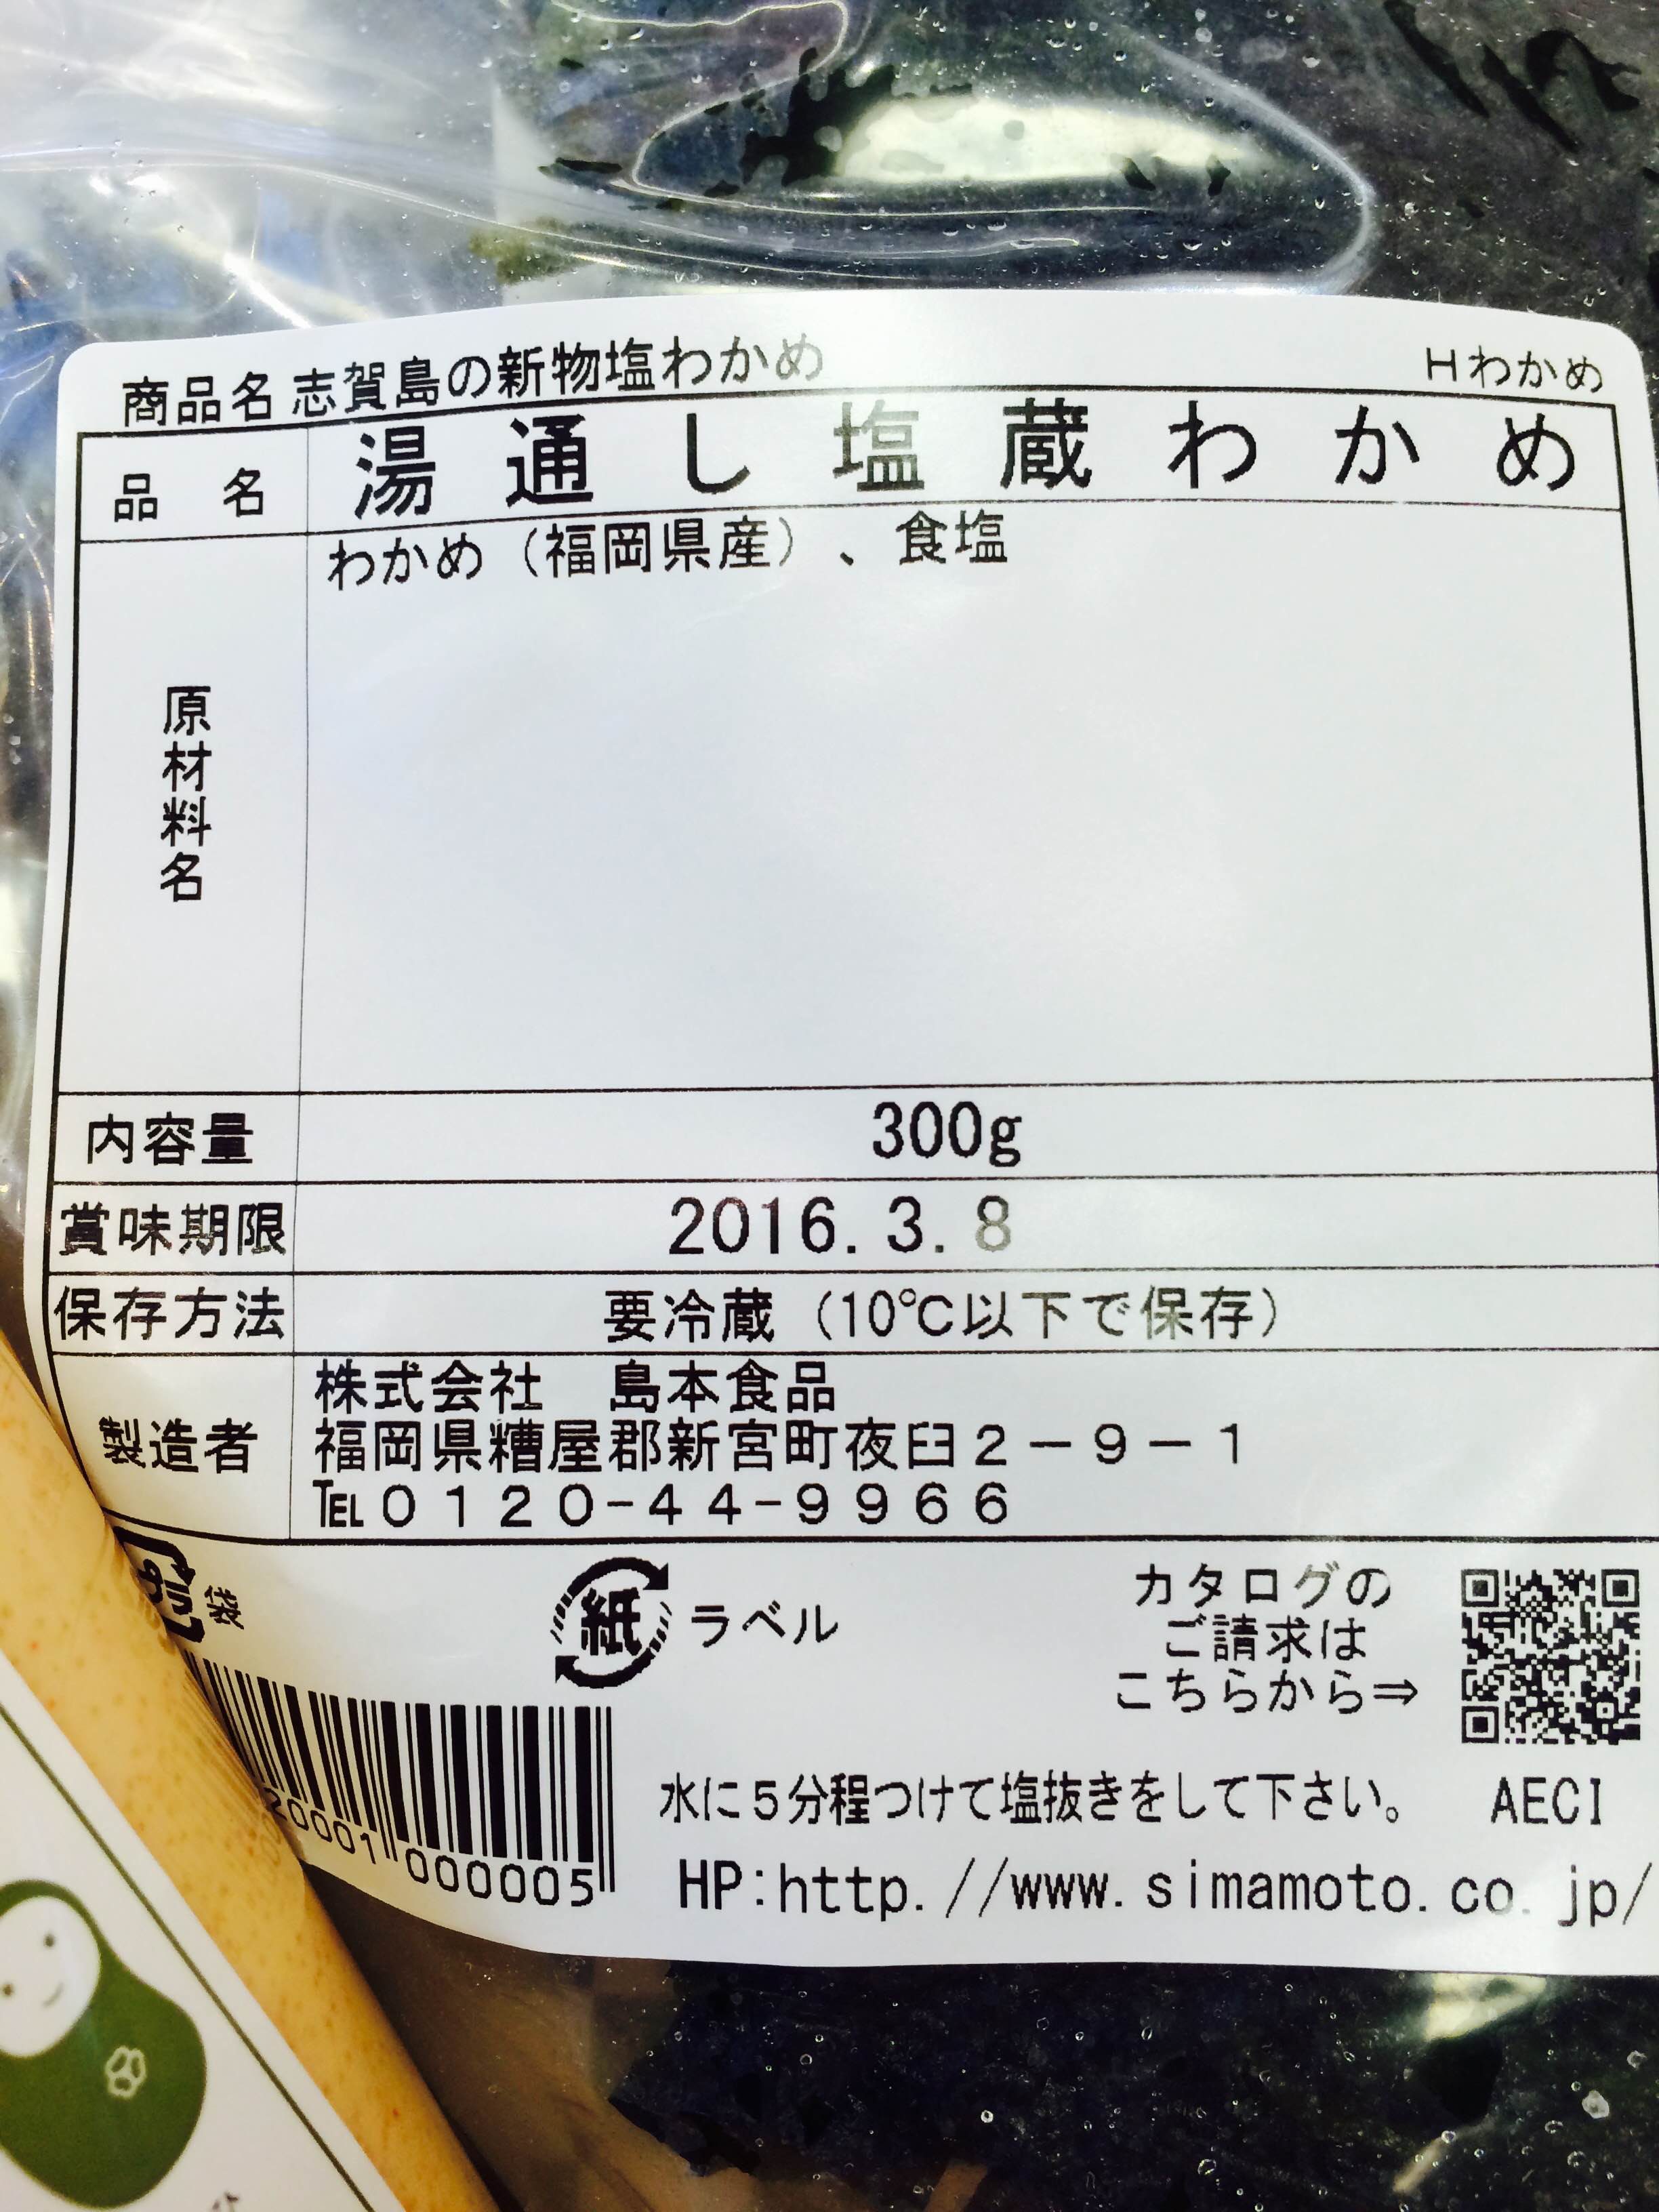 商品名 志賀島の新物塩わかめ
Hわかめ
品 名 湯通し塩蔵わかめ
原材料名 わかめ（福岡県産）、食塩
内容量 300g
賞味期限 2016.3.8
保存方法 要冷蔵（10℃以下で保存）
製造者 株式会社 島本食品
福岡県糟屋郡新宮町夜臼2-9-1
℡0120-44-9966
プラ 袋
紙 ラベル
カタログの
ご請求は
こちらから⇒
20001 000005
水に5分程つけて塩抜きをして下さい。 AECI
HP:http.//www.simamoto.co.jp/